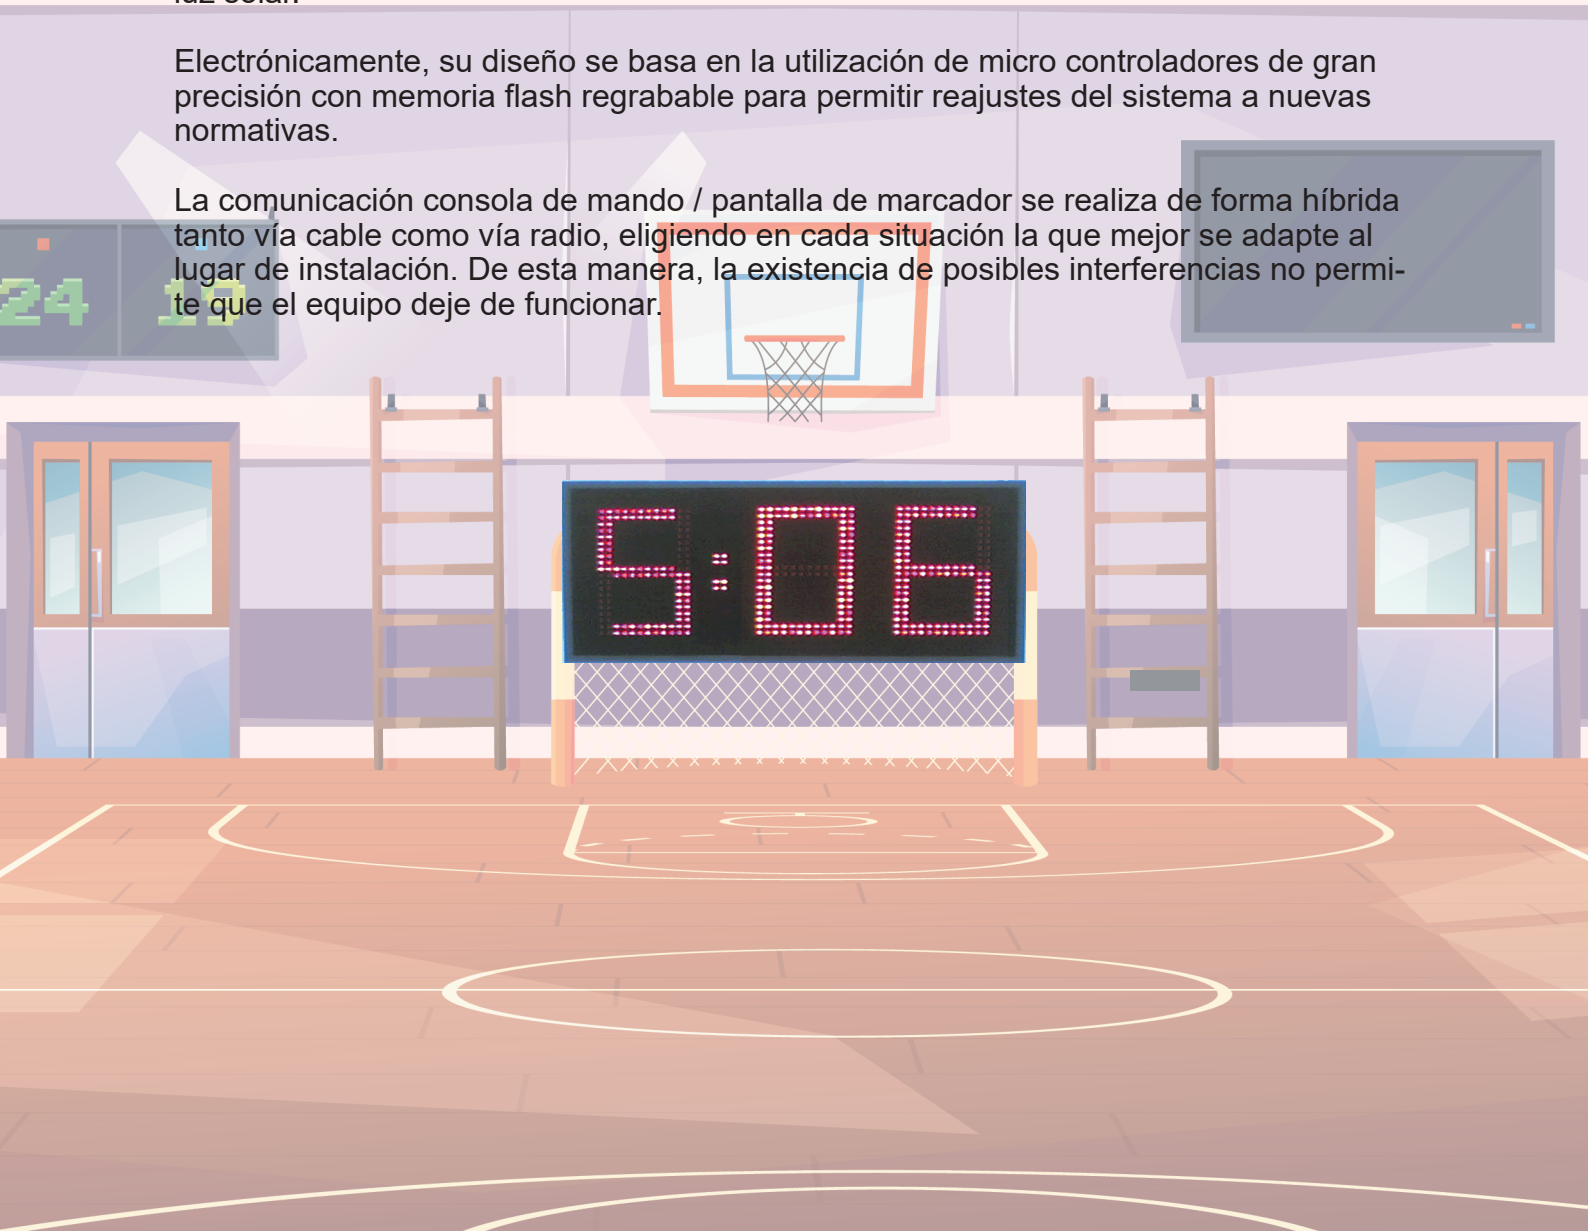 luz solar.
Electrónicamente, su diseño se basa en la utilización de micro controladores de gran
precisión con memoria flash regrabable para permitir reajustes del sistema a nuevas
normativas.
La comunicación consola de mando / pantalla de marcador se realiza de forma híbrida
tanto vía cable como vía radio, eligiendo en cada situación la que mejor se adapte al
lugar de instalación. De esta manera, la existencia de posibles interferencias no permi-
te que el equipo deje de funcionar.
24 19
5:06